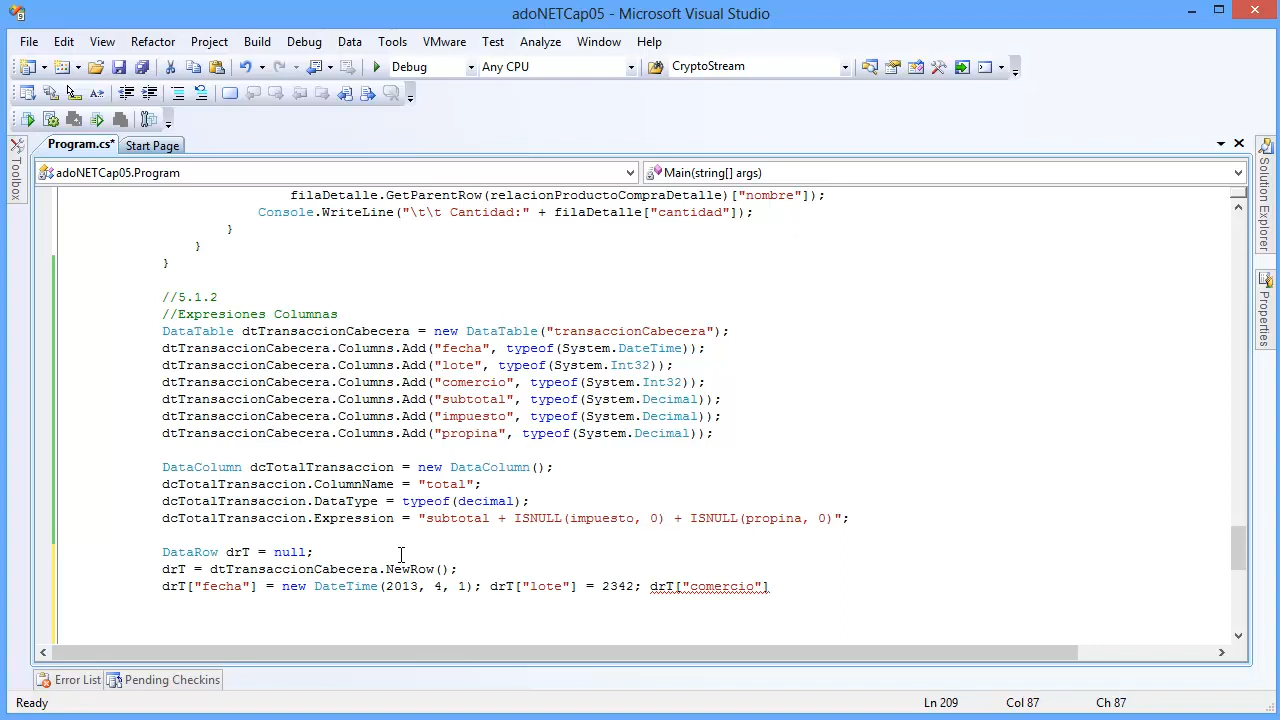 adoNETCap05 - Microsoft Visual Studio
File Edit View Refactor Project Build Debug Data Tools VMware Test Analyze Window Help
Debug Any CPU CryptoStream
Program.cs* Start Page
adoNETCap05.Program Main(string[] args)
Toolbox
Solution Explorer
Properties
filaDetalle.GetParentRow(relacionProductoCompraDetalle)["nombre"]);
Console.WriteLine("\t\t Cantidad:" + filaDetalle["cantidad"]);
}
}
}
//5.1.2
//Expresiones Columnas
DataTable dtTransaccionCabecera = new DataTable("transaccionCabecera");
dtTransaccionCabecera.Columns.Add("fecha", typeof(System.DateTime));
dtTransaccionCabecera.Columns.Add("lote", typeof(System.Int32));
dtTransaccionCabecera.Columns.Add("comercio", typeof(System.Int32));
dtTransaccionCabecera.Columns.Add("subtotal", typeof(System.Decimal));
dtTransaccionCabecera.Columns.Add("impuesto", typeof(System.Decimal));
dtTransaccionCabecera.Columns.Add("propina", typeof(System.Decimal));
DataColumn dcTotalTransaccion = new DataColumn();
dcTotalTransaccion.ColumnName = "total";
dcTotalTransaccion.DataType = typeof(decimal);
dcTotalTransaccion.Expression = "subtotal + ISNULL(impuesto, 0) + ISNULL(propina, 0)";
DataRow drT = null;
drT = dtTransaccionCabecera.NewRow();
drT["fecha"] = new DateTime(2013, 4, 1); drT["lote"] = 2342; drT["comercio"]
Error List Pending Checkins
Ready Ln 209 Col 87 Ch 87